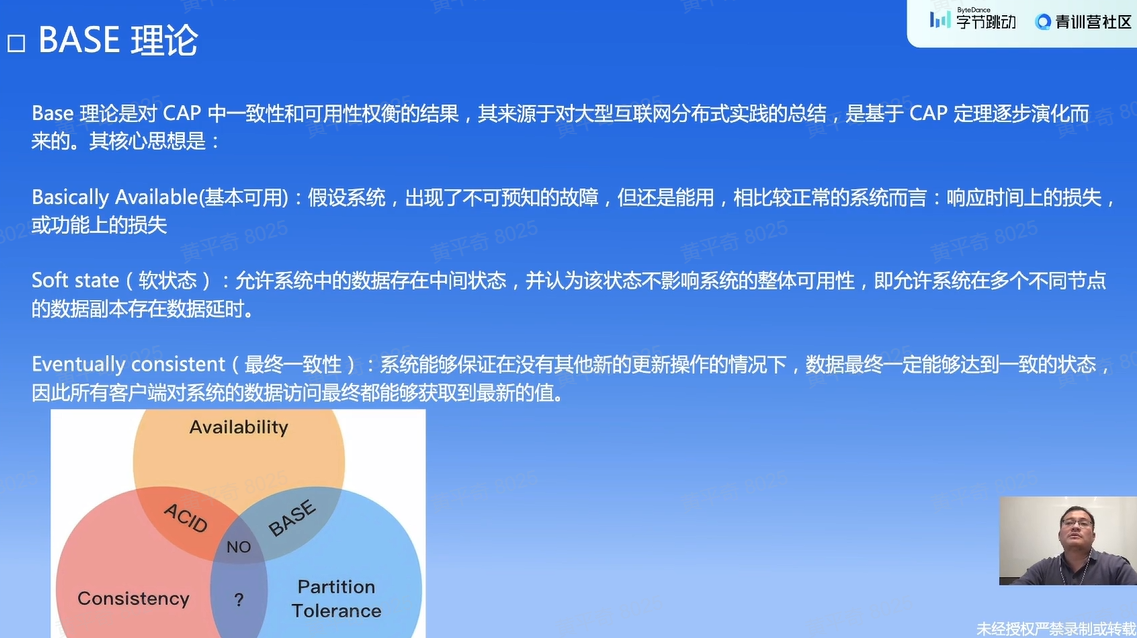 ByteDance
字节跳动
青训营社区
□ BASE 理论
Base 理论是对 CAP 中一致性和可用性权衡的结果，其来源于对大型互联网分布式实践的总结，是基于 CAP 定理逐步演化而
来的。其核心思想是：
Basically Available(基本可用)：假设系统，出现了不可预知的故障，但还是能用，相比较正常的系统而言：响应时间上的损失，
或功能上的损失
Soft state（软状态）：允许系统中的数据存在中间状态，并认为该状态不影响系统的整体可用性，即允许系统在多个不同节点
的数据副本存在数据延时。
Eventually consistent（最终一致性）：系统能够保证在没有其他新的更新操作的情况下，数据最终一定能够达到一致的状态，
因此所有客户端对系统的数据访问最终都能够获取到最新的值。
Availability
ACID
BASE
NO
Consistency
?
Partition
Tolerance
黄平奇 8025
未经授权严禁录制或转载